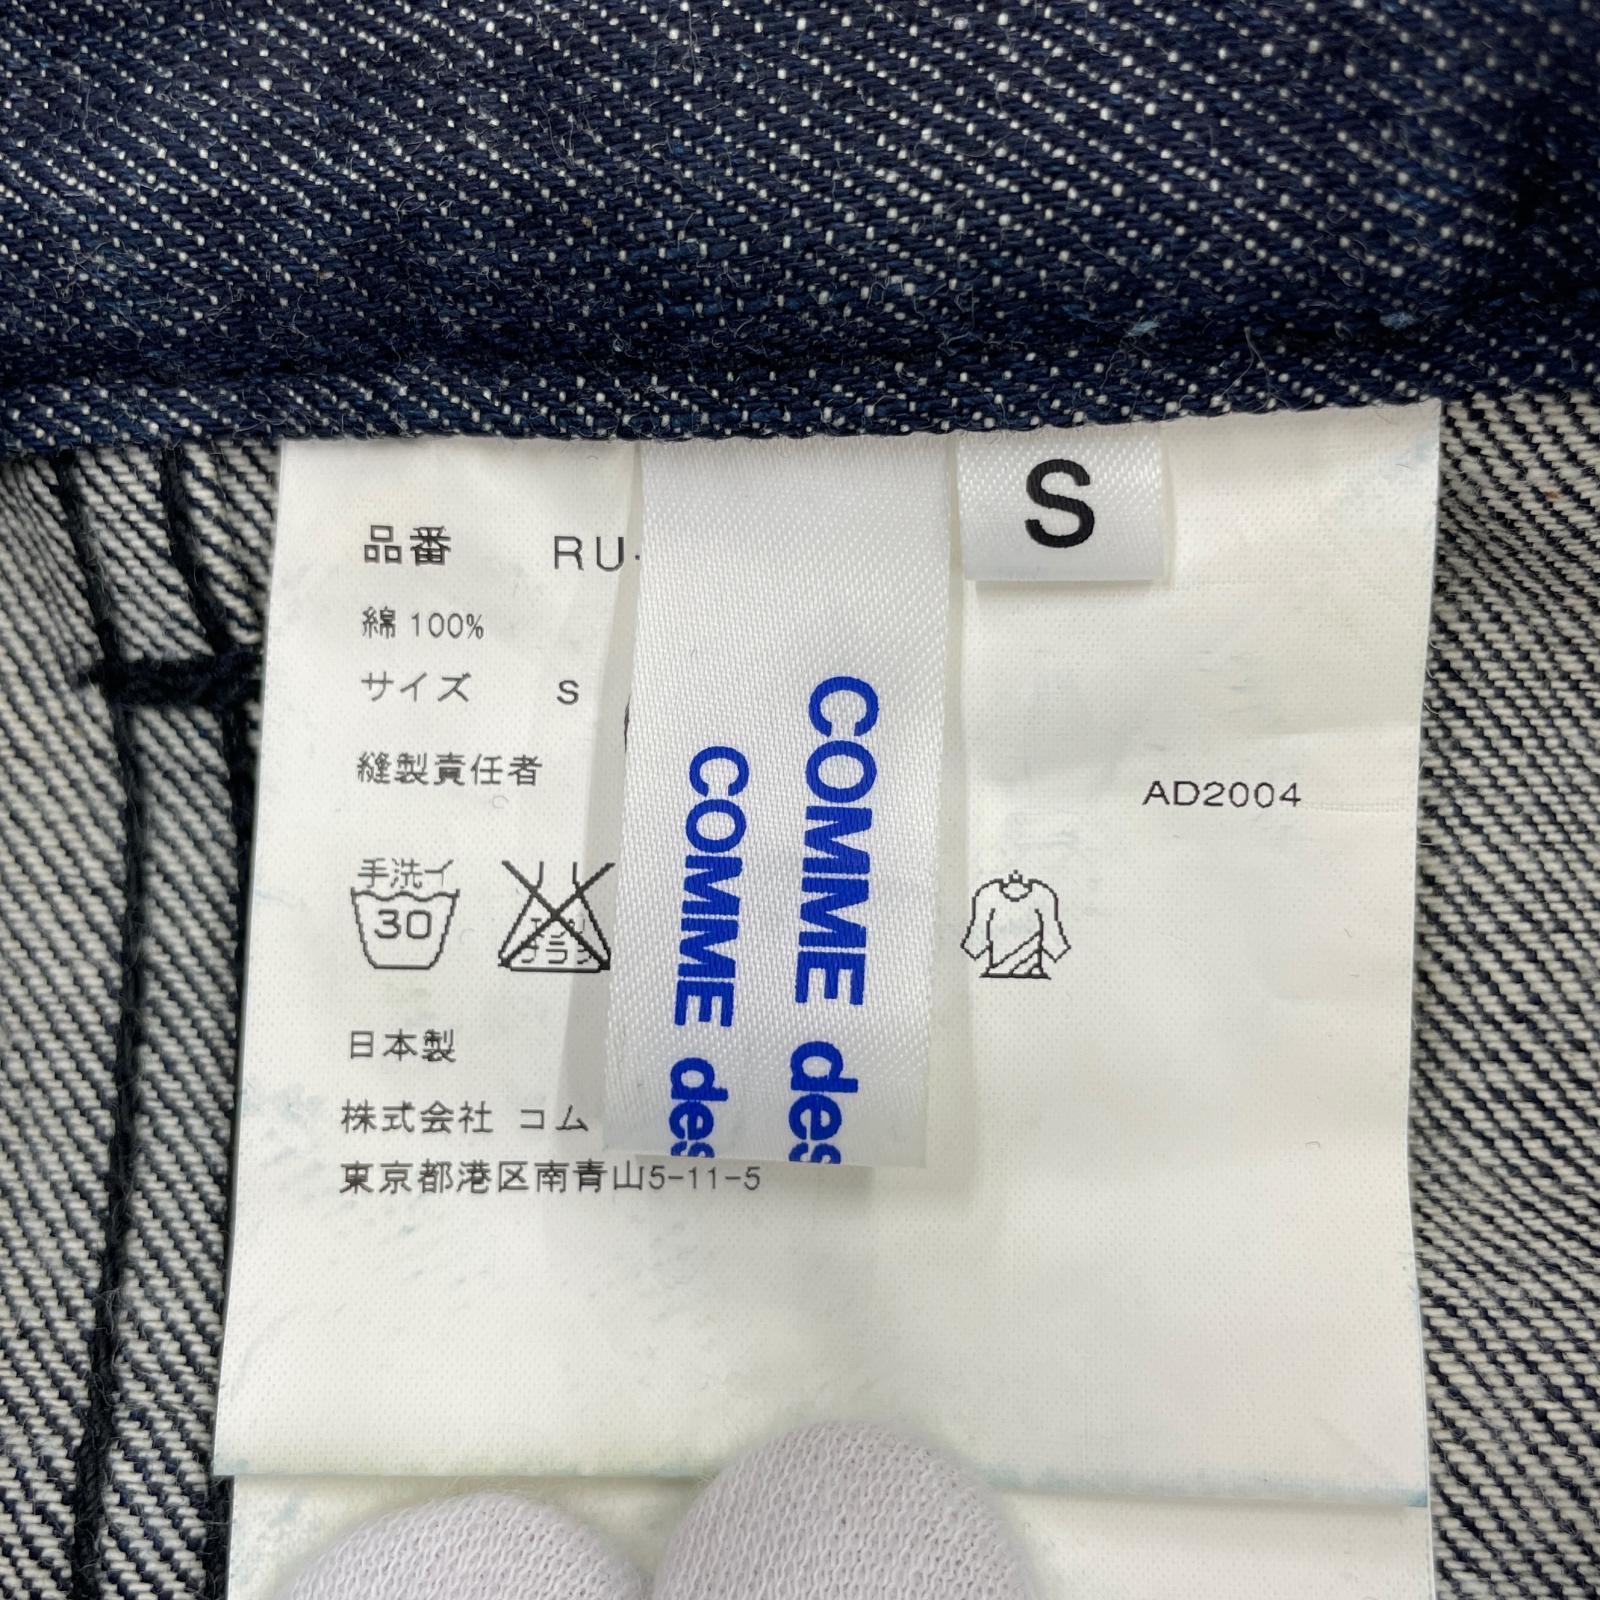 S
品番 RU-
綿 100%
サイズ S
縫製責任者
AD2004
手洗イ
30
日本製
株式会社 コム
東京都港区南青山5-11-5
COMME des
COMME des